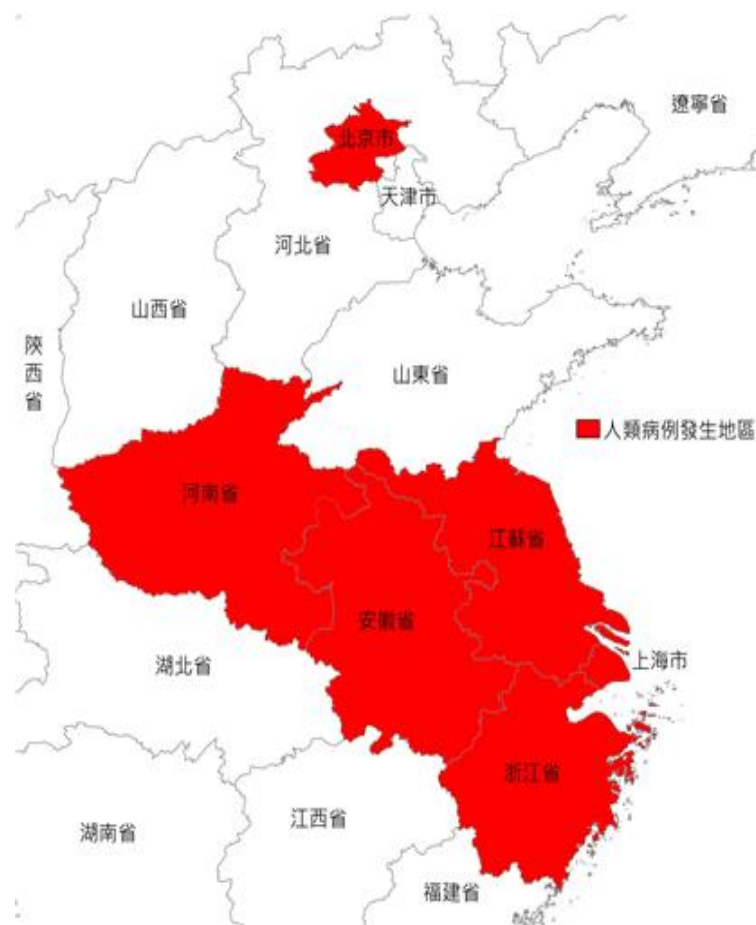 遼寧省
北京市
天津市
河北省
山西省
陝西省
山東省
人類病例發生地區
河南省
江蘇省
安徽省
湖北省
上海市
浙江省
江西省
湖南省
福建省